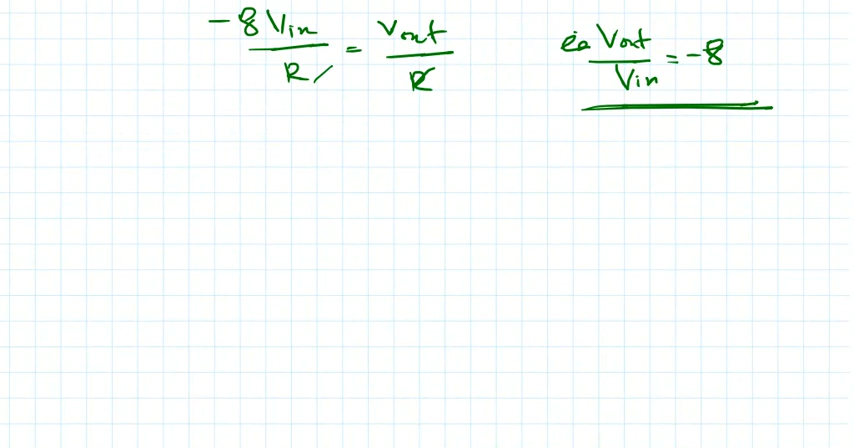 -8 Vin / R = Vout / R
Vout / Vin = -8